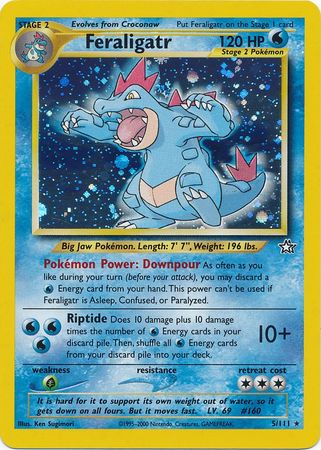 STAGE 2 Evolves from Croconaw Put Feraligatr on the Stage 1 card
Feraligatr 120 HP
Stage 2 Pokémon
Big Jaw Pokémon. Length: 7' 7", Weight: 196 lbs.
Pokémon Power: Downpour As often as you
like during your turn (before your attack), you may discard a
Energy card from your hand. This power can't be used if
Feraligatr is Asleep, Confused, or Paralyzed.
Riptide Does 10 damage plus 10 damage
times the number of Energy cards in your
discard pile. Then, shuffle all Energy cards
from your discard pile into your deck.
10+
weakness resistance retreat cost
It is hard for it to support its own weight out of water, so it
gets down on all fours. But it moves fast. LV. 69 #160
Illus. Ken Sugimori ©1995-2000 Nintendo, Creatures, GAMEFREAK. 5/111